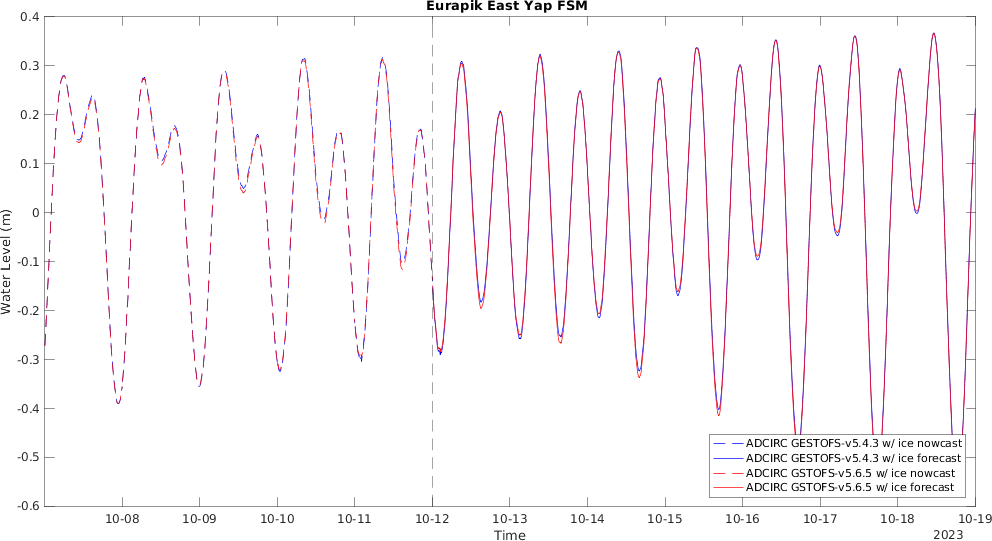 Eurapik East Yap FSM
0.4
0.3
0.2
0.1
0
-0.1
-0.2
-0.3
-0.4
-0.5
-0.6
Water Level (m)
ADCIRC GESTOFS-v5.4.3 w/ ice nowcast
ADCIRC GESTOFS-v5.4.3 w/ ice forecast
ADCIRC GSTOFS-v5.6.5 w/ ice nowcast
ADCIRC GSTOFS-v5.6.5 w/ ice forecast
10-08 10-09 10-10 10-11 10-12 10-13 10-14 10-15 10-16 10-17 10-18 10-19
Time
2023